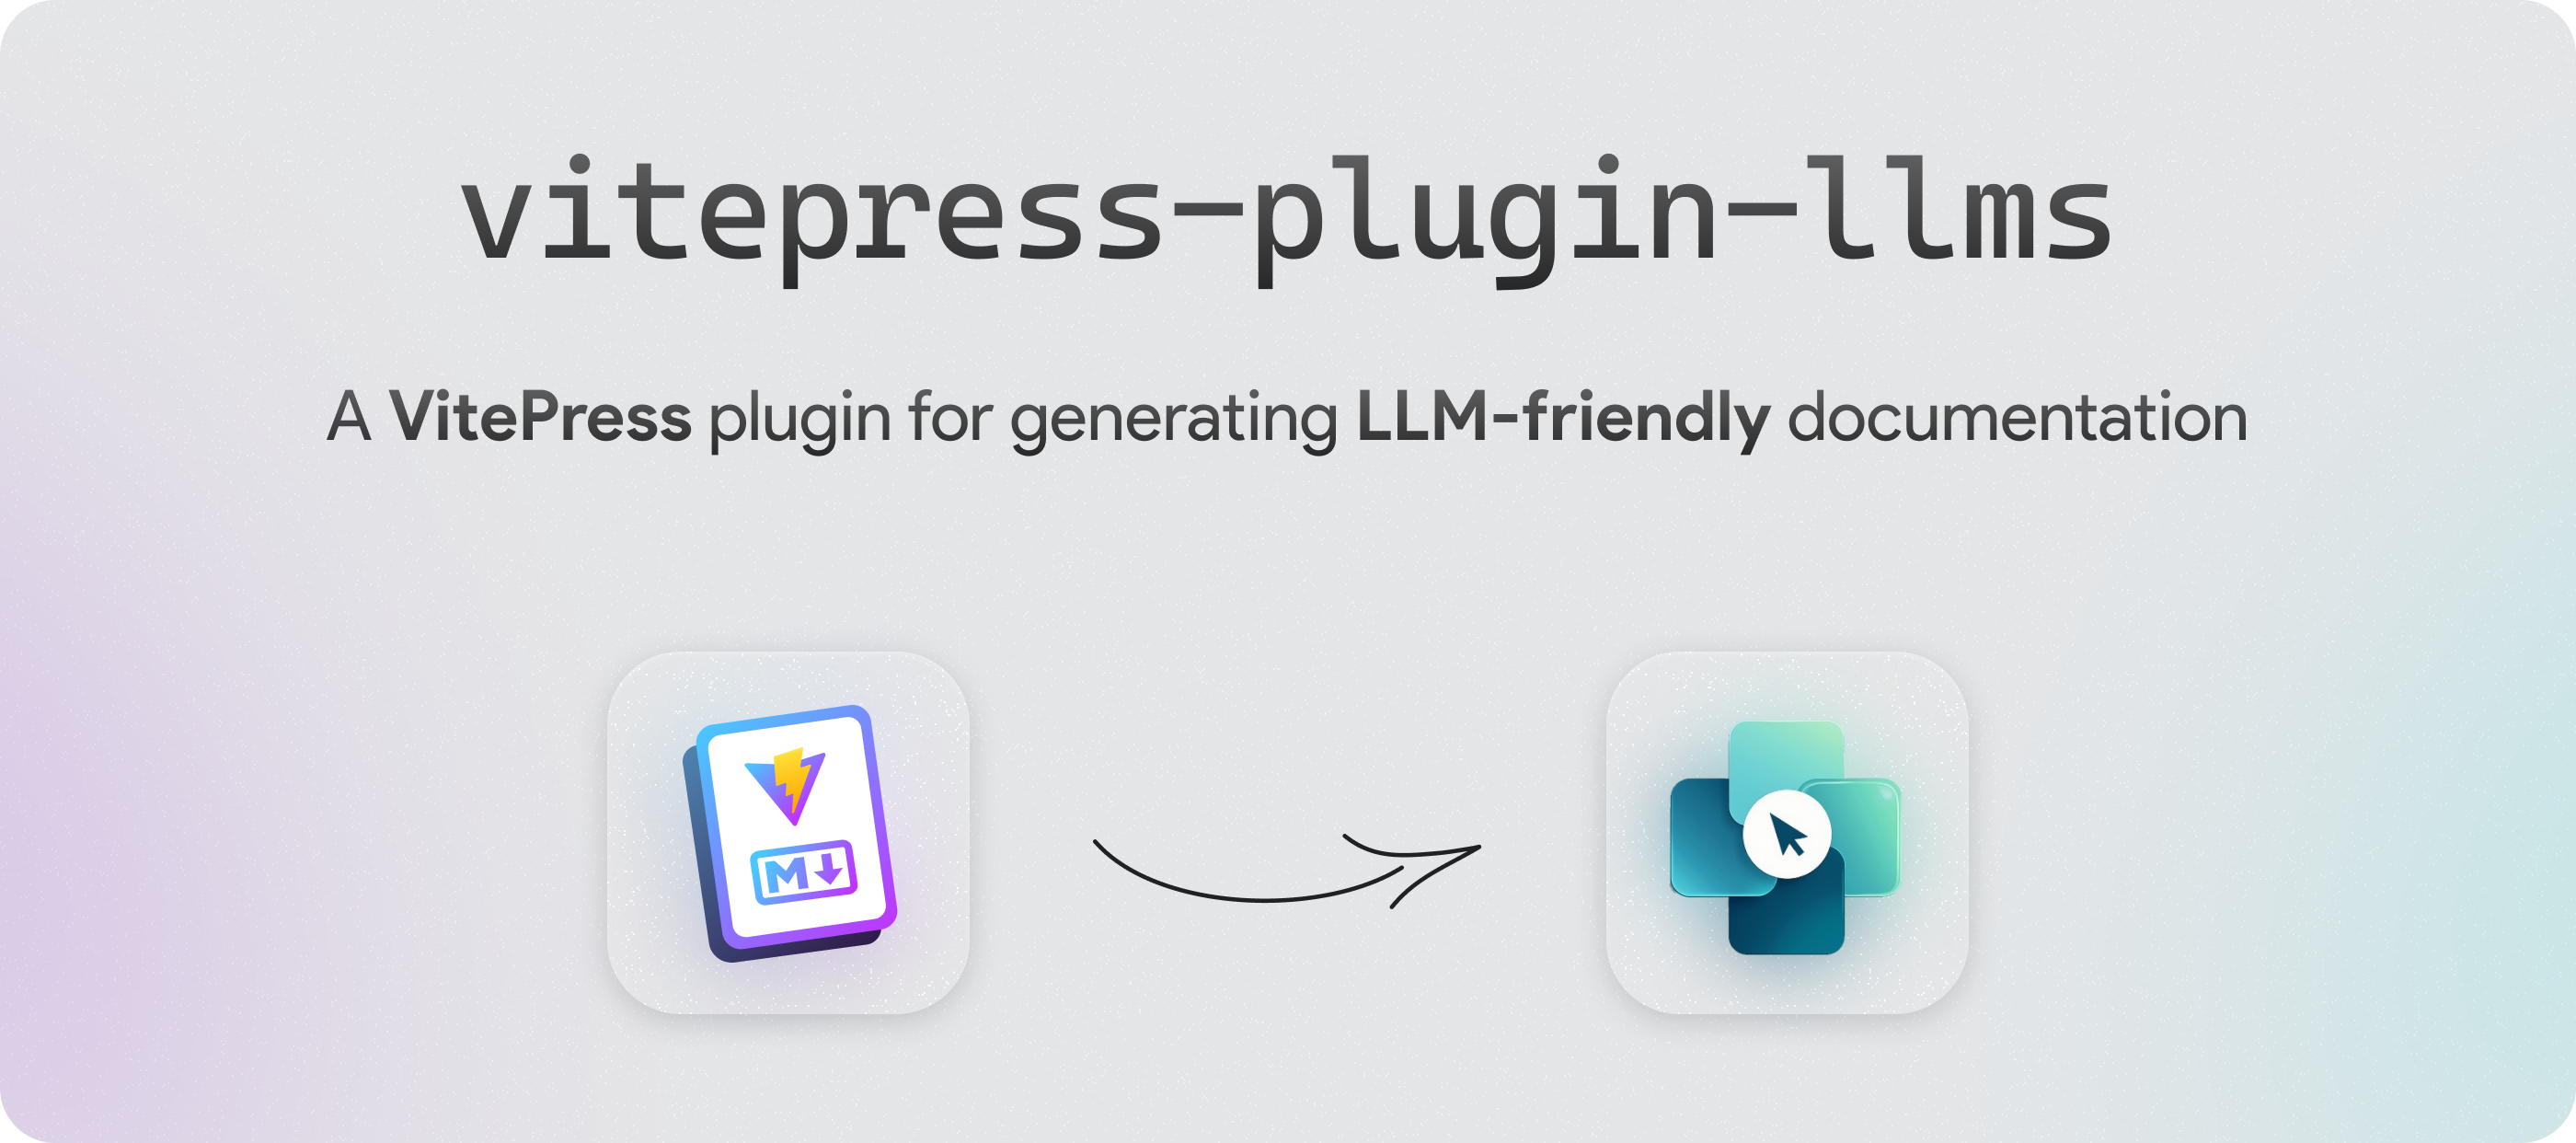 vitepress-plugin-llms
A VitePress plugin for generating LLM-friendly documentation
M